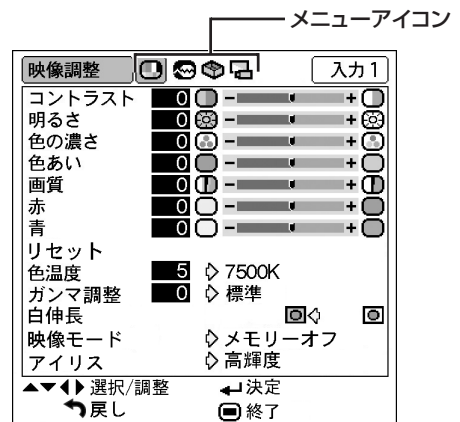 メニューアイコン
映像調整 入力1
コントラスト 0 - +
明るさ 0 - +
色の濃さ 0 - +
色あい 0 - +
画質 0 - +
赤 0 - +
青 0 - +
リセット
色温度 5 7500K
ガンマ調整 0 標準
白伸長
映像モード メモリーオフ
アイリス 高輝度
▲▼◀▶ 選択/調整 決定
戻し 終了